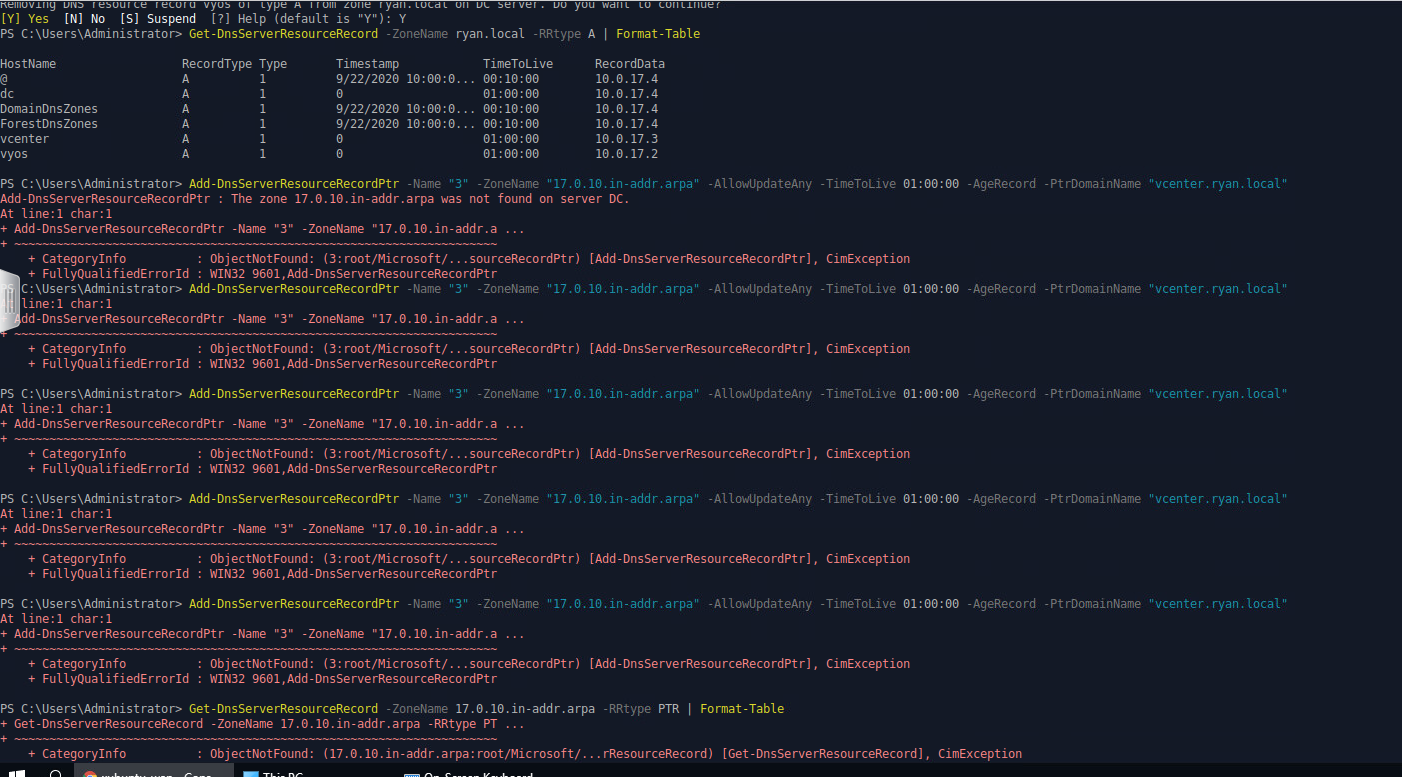 Removing DNS resource record vyos of type A from zone ryan.local on DC server. Do you want to continue?
[Y] Yes  [N] No  [S] Suspend  [?] Help (default is "Y"): Y
PS C:\Users\Administrator> Get-DnsServerResourceRecord -ZoneName ryan.local -RRtype A | Format-Table
HostName RecordType Type Timestamp TimeToLive RecordData
@ A 1 9/22/2020 10:00:0... 00:10:00 10.0.17.4
dc A 1 0 01:00:00 10.0.17.4
DomainDnsZones A 1 9/22/2020 10:00:0... 00:10:00 10.0.17.4
ForestDnsZones A 1 9/22/2020 10:00:0... 00:10:00 10.0.17.4
vcenter A 1 0 01:00:00 10.0.17.3
vyos A 1 0 01:00:00 10.0.17.2
PS C:\Users\Administrator> Add-DnsServerResourceRecordPtr -Name "3" -ZoneName "17.0.10.in-addr.arpa" -AllowUpdateAny -TimeToLive 01:00:00 -AgeRecord -PtrDomainName "vcenter.ryan.local"
Add-DnsServerResourceRecordPtr : The zone 17.0.10.in-addr.arpa was not found on server DC.
At line:1 char:1
+ Add-DnsServerResourceRecordPtr -Name "3" -ZoneName "17.0.10.in-addr.a ...
+ ~~~~~~~~~~~~~~~~~~~~~~~~~~~~~~~~~~~~~~~~~~~~~~~~~~~~~~~~~~~~~~~~~~~~~
+ CategoryInfo : ObjectNotFound: (3:root/Microsoft/...sourceRecordPtr) [Add-DnsServerResourceRecordPtr], CimException
+ FullyQualifiedErrorId : WIN32 9601,Add-DnsServerResourceRecordPtr
PS C:\Users\Administrator> Add-DnsServerResourceRecordPtr -Name "3" -ZoneName "17.0.10.in-addr.arpa" -AllowUpdateAny -TimeToLive 01:00:00 -AgeRecord -PtrDomainName "vcenter.ryan.local"
line:1 char:1
Add-DnsServerResourceRecordPtr -Name "3" -ZoneName "17.0.10.in-addr.a ...
+ ~~~~~~~~~~~~~~~~~~~~~~~~~~~~~~~~~~~~~~~~~~~~~~~~~~~~~~~~~~~~~~~~~~~~~
+ CategoryInfo : ObjectNotFound: (3:root/Microsoft/...sourceRecordPtr) [Add-DnsServerResourceRecordPtr], CimException
+ FullyQualifiedErrorId : WIN32 9601,Add-DnsServerResourceRecordPtr
PS C:\Users\Administrator> Add-DnsServerResourceRecordPtr -Name "3" -ZoneName "17.0.10.in-addr.arpa" -AllowUpdateAny -TimeToLive 01:00:00 -AgeRecord -PtrDomainName "vcenter.ryan.local"
At line:1 char:1
+ Add-DnsServerResourceRecordPtr -Name "3" -ZoneName "17.0.10.in-addr.a ...
+ ~~~~~~~~~~~~~~~~~~~~~~~~~~~~~~~~~~~~~~~~~~~~~~~~~~~~~~~~~~~~~~~~~~~~~
+ CategoryInfo : ObjectNotFound: (3:root/Microsoft/...sourceRecordPtr) [Add-DnsServerResourceRecordPtr], CimException
+ FullyQualifiedErrorId : WIN32 9601,Add-DnsServerResourceRecordPtr
PS C:\Users\Administrator> Add-DnsServerResourceRecordPtr -Name "3" -ZoneName "17.0.10.in-addr.arpa" -AllowUpdateAny -TimeToLive 01:00:00 -AgeRecord -PtrDomainName "vcenter.ryan.local"
At line:1 char:1
+ Add-DnsServerResourceRecordPtr -Name "3" -ZoneName "17.0.10.in-addr.a ...
+ ~~~~~~~~~~~~~~~~~~~~~~~~~~~~~~~~~~~~~~~~~~~~~~~~~~~~~~~~~~~~~~~~~~~~~
+ CategoryInfo : ObjectNotFound: (3:root/Microsoft/...sourceRecordPtr) [Add-DnsServerResourceRecordPtr], CimException
+ FullyQualifiedErrorId : WIN32 9601,Add-DnsServerResourceRecordPtr
PS C:\Users\Administrator> Add-DnsServerResourceRecordPtr -Name "3" -ZoneName "17.0.10.in-addr.arpa" -AllowUpdateAny -TimeToLive 01:00:00 -AgeRecord -PtrDomainName "vcenter.ryan.local"
At line:1 char:1
+ Add-DnsServerResourceRecordPtr -Name "3" -ZoneName "17.0.10.in-addr.a ...
+ ~~~~~~~~~~~~~~~~~~~~~~~~~~~~~~~~~~~~~~~~~~~~~~~~~~~~~~~~~~~~~~~~~~~~~
+ CategoryInfo : ObjectNotFound: (3:root/Microsoft/...sourceRecordPtr) [Add-DnsServerResourceRecordPtr], CimException
+ FullyQualifiedErrorId : WIN32 9601,Add-DnsServerResourceRecordPtr
PS C:\Users\Administrator> Get-DnsServerResourceRecord -ZoneName 17.0.10.in-addr.arpa -RRtype PTR | Format-Table
+ Get-DnsServerResourceRecord -ZoneName 17.0.10.in-addr.arpa -RRtype PT ...
+ ~~~~~~~~~~~~~~~~~~~~~~~~~~~~~~~~~~~~~~~~~~~~~~~~~~~~~~~~~~~~~~~~~~~~~
+ CategoryInfo : ObjectNotFound: (17.0.10.in-addr.arpa:root/Microsoft/...rResourceRecord) [Get-DnsServerResourceRecord], CimException
This PC On-Screen Keyboard